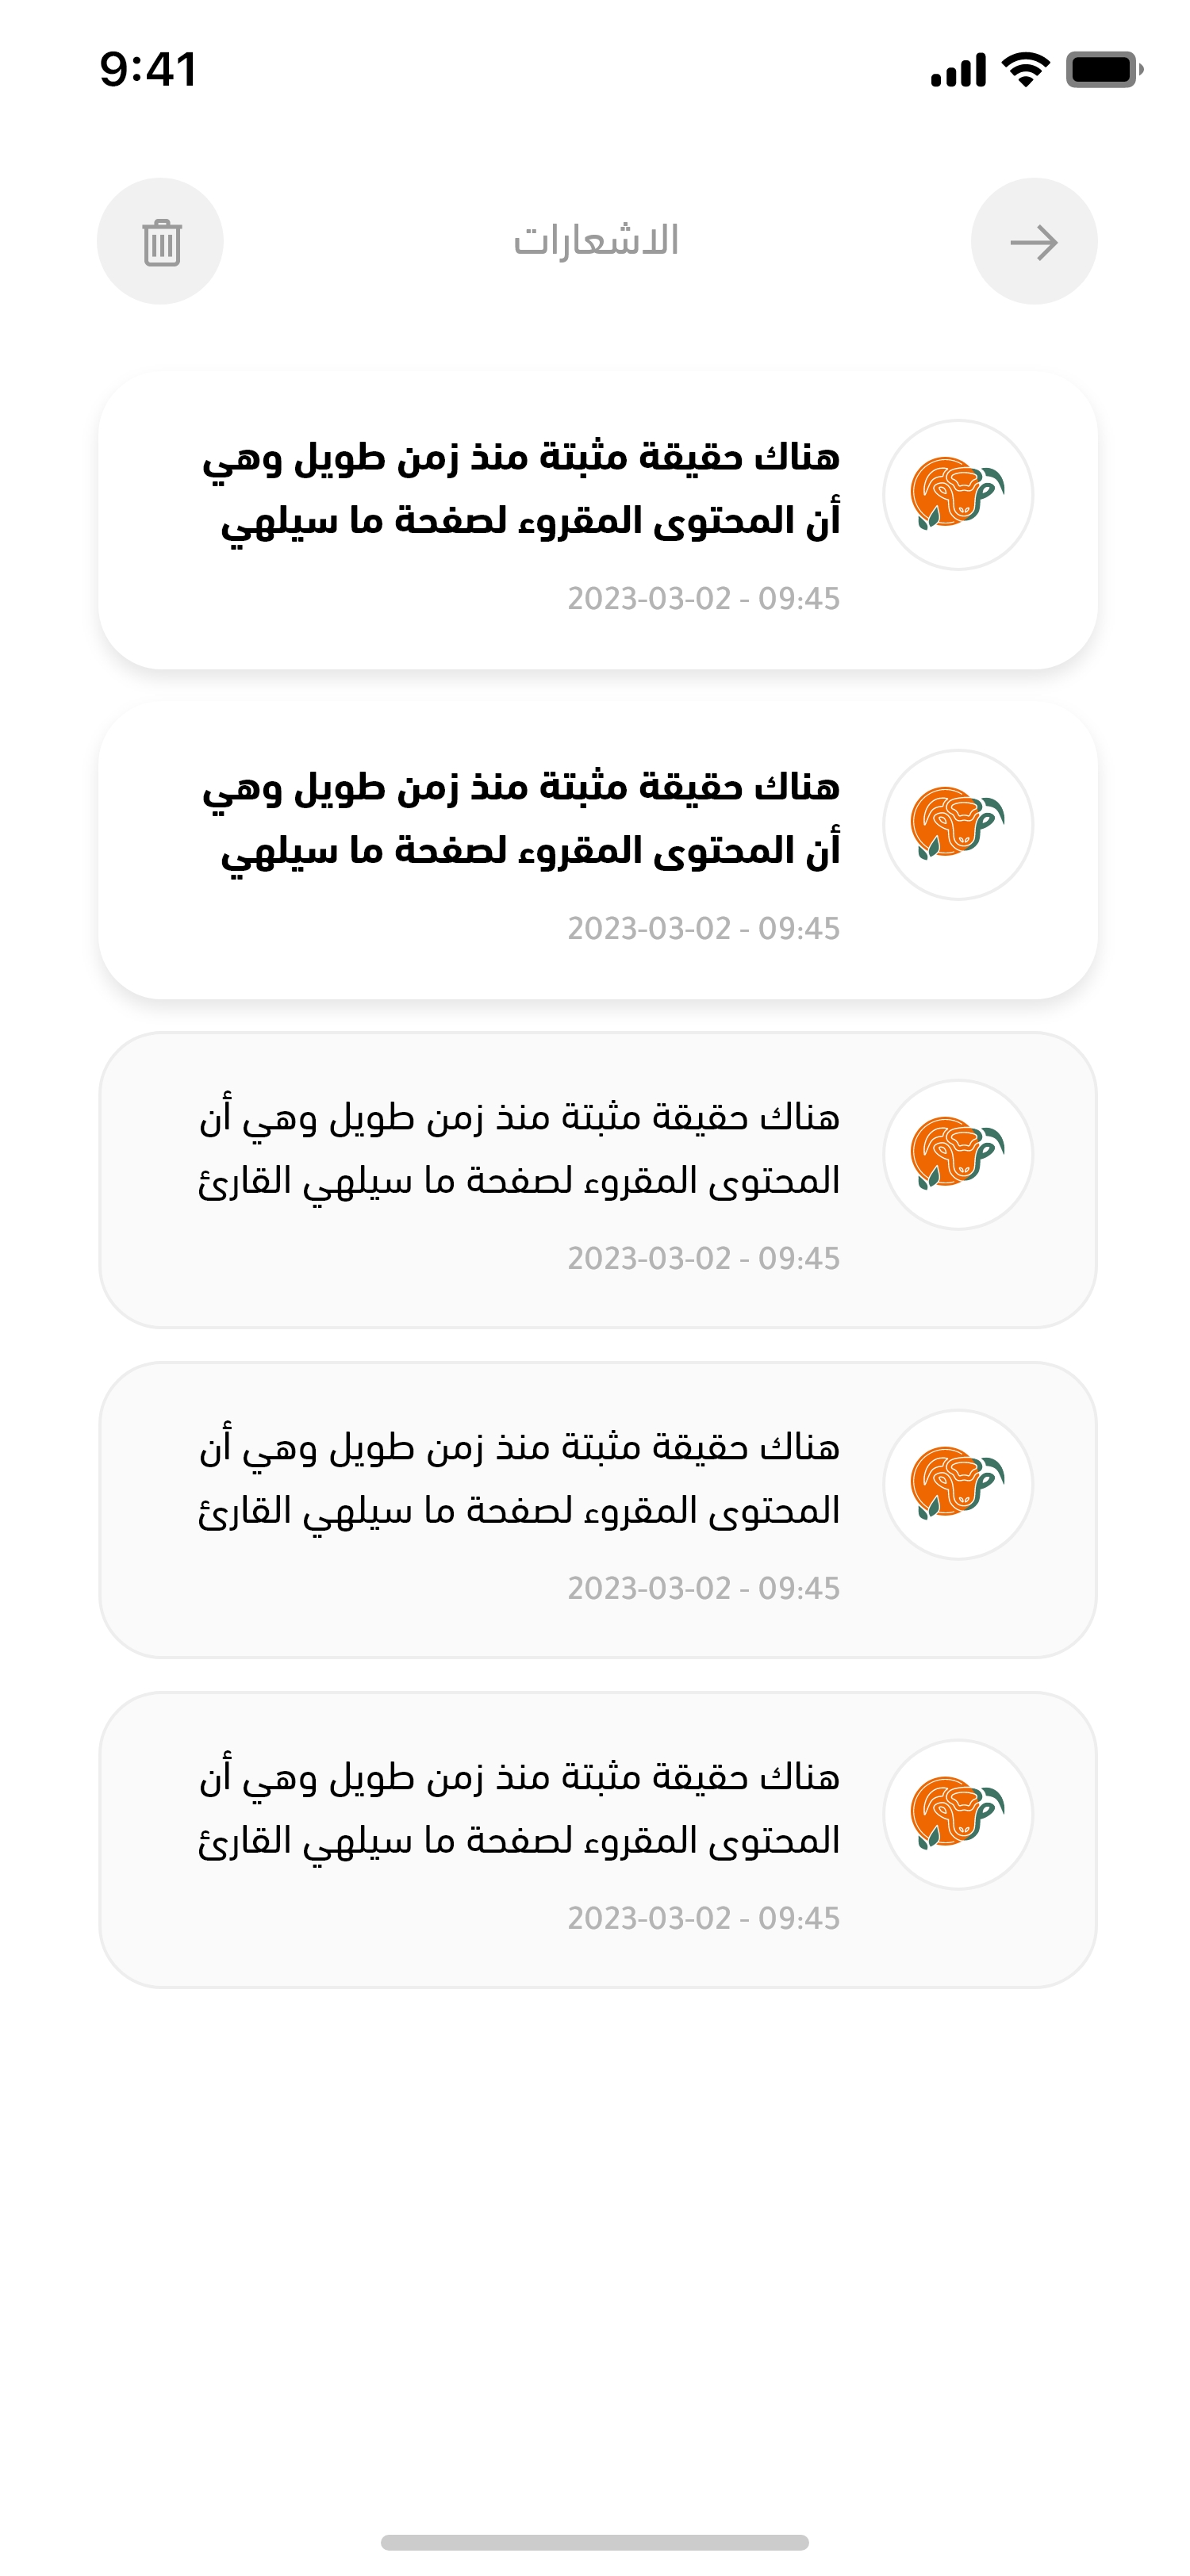 9:41
الاشعارات
هناك حقيقة مثبتة منذ زمن طويل وهي
أن المحتوى المقروء لصفحة ما سيلهي
2023-03-02 - 09:45
هناك حقيقة مثبتة منذ زمن طويل وهي
أن المحتوى المقروء لصفحة ما سيلهي
2023-03-02 - 09:45
هناك حقيقة مثبتة منذ زمن طويل وهي أن
المحتوى المقروء لصفحة ما سيلهي القارئ
2023-03-02 - 09:45
هناك حقيقة مثبتة منذ زمن طويل وهي أن
المحتوى المقروء لصفحة ما سيلهي القارئ
2023-03-02 - 09:45
هناك حقيقة مثبتة منذ زمن طويل وهي أن
المحتوى المقروء لصفحة ما سيلهي القارئ
2023-03-02 - 09:45